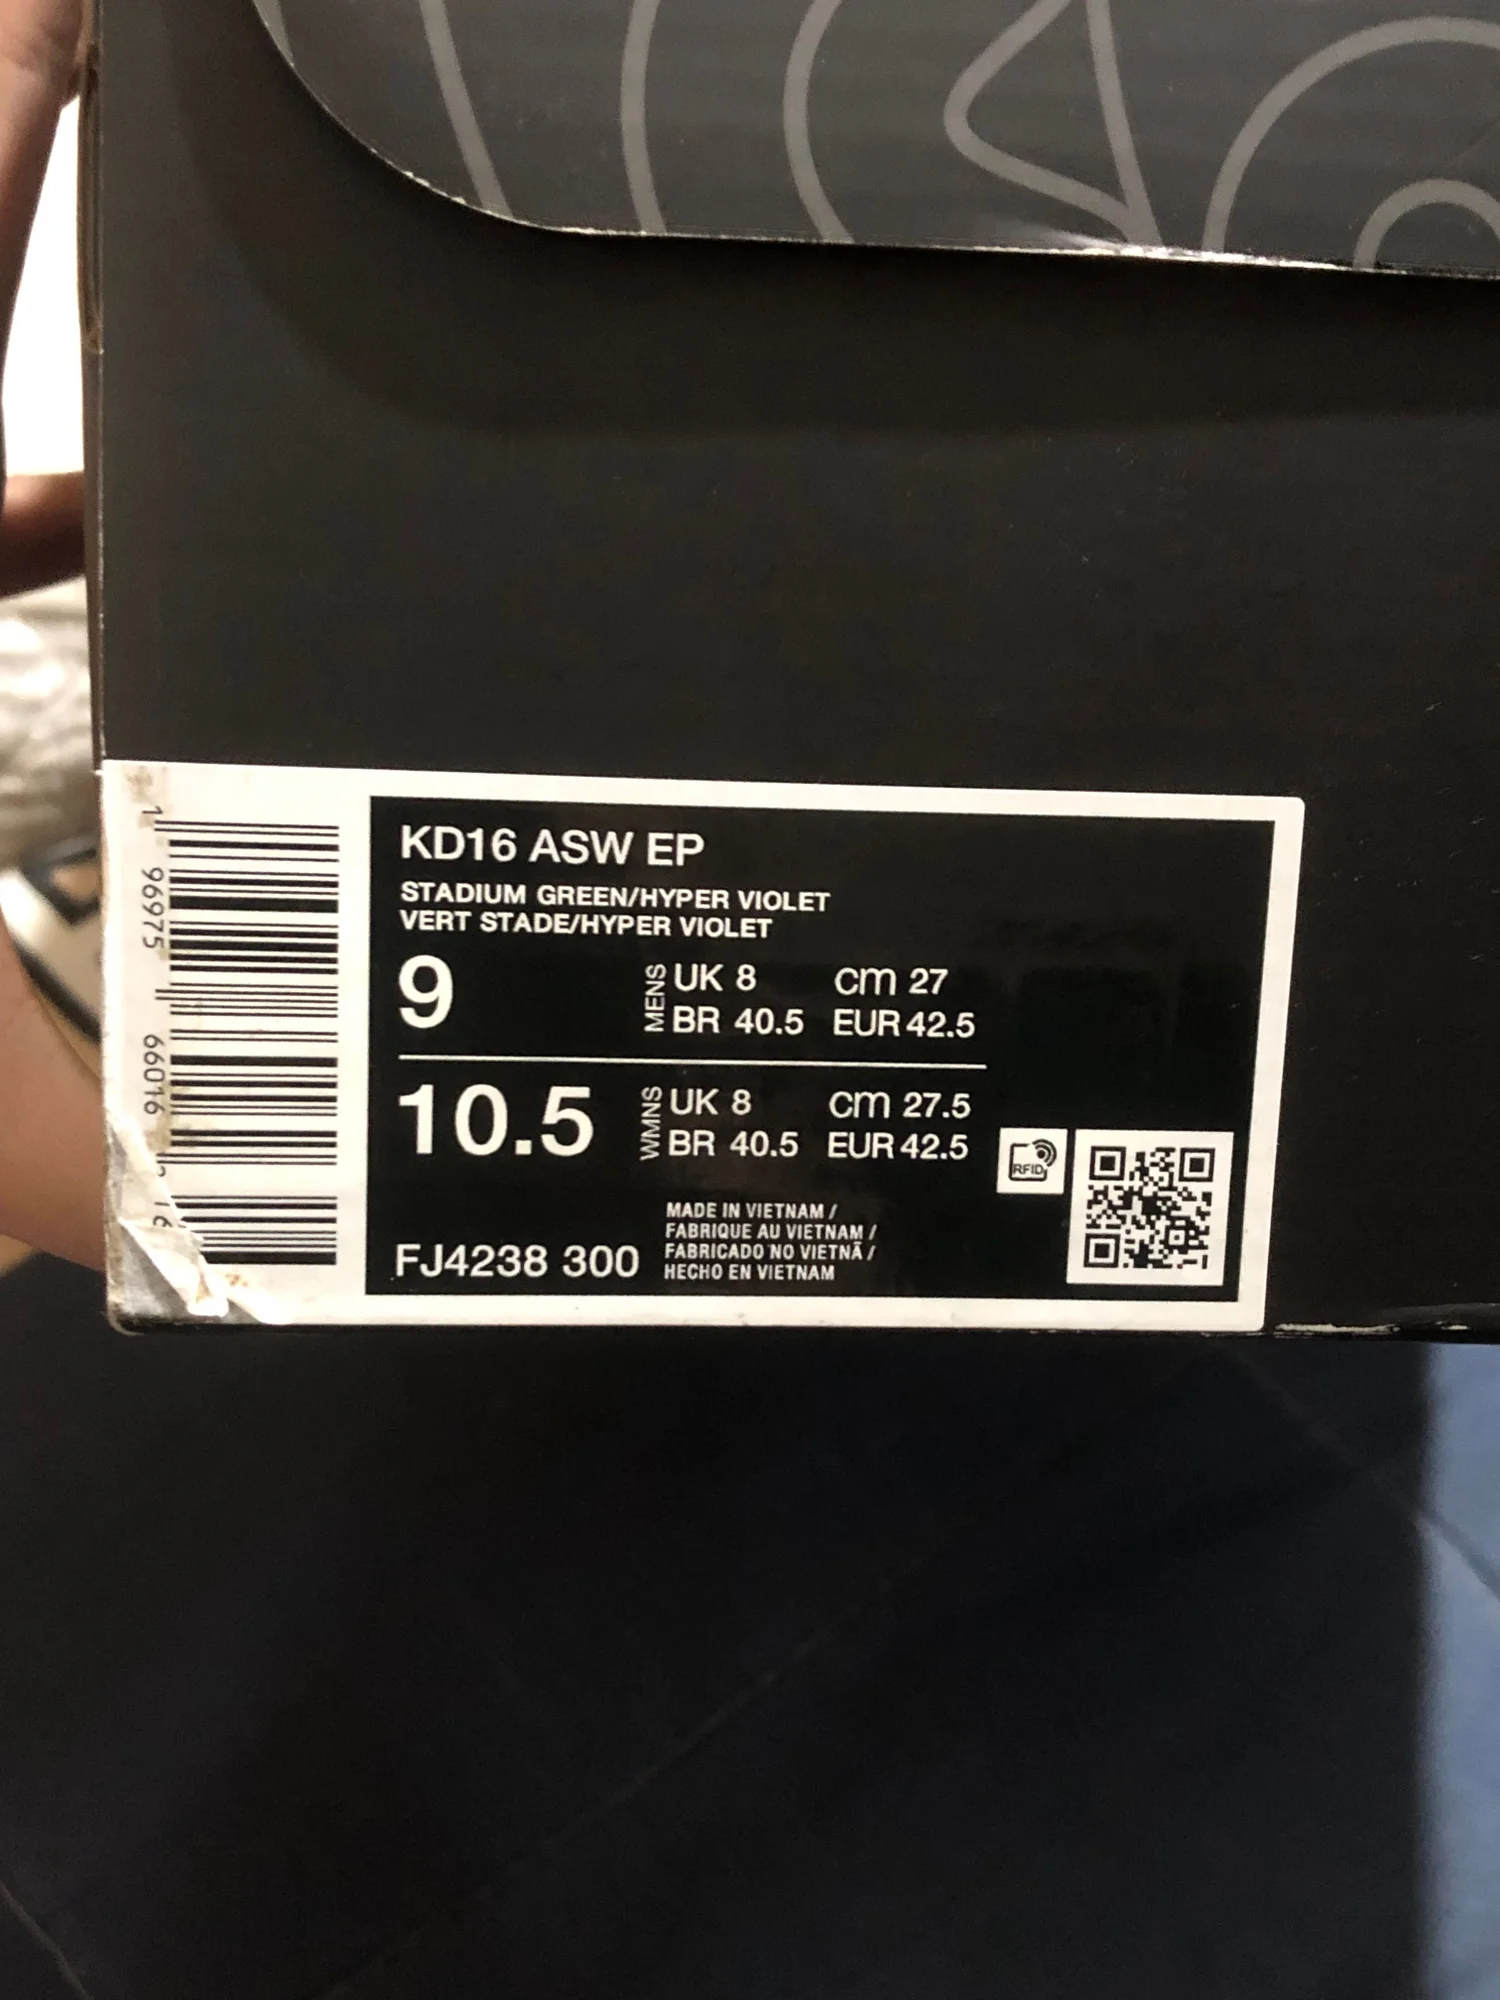 KD16 ASW EP
STADIUM GREEN/HYPER VIOLET
VERT STADE/HYPER VIOLET
9 MENS UK 8 cm 27
BR 40.5 EUR 42.5
10.5 WMNS UK 8 cm 27.5
BR 40.5 EUR 42.5
MADE IN VIETNAM /
FABRIQUE AU VIETNAM /
FABRICADO NO VIETNÃ /
HECHO EN VIETNAM
FJ4238 300
RFID
1 96975 66016